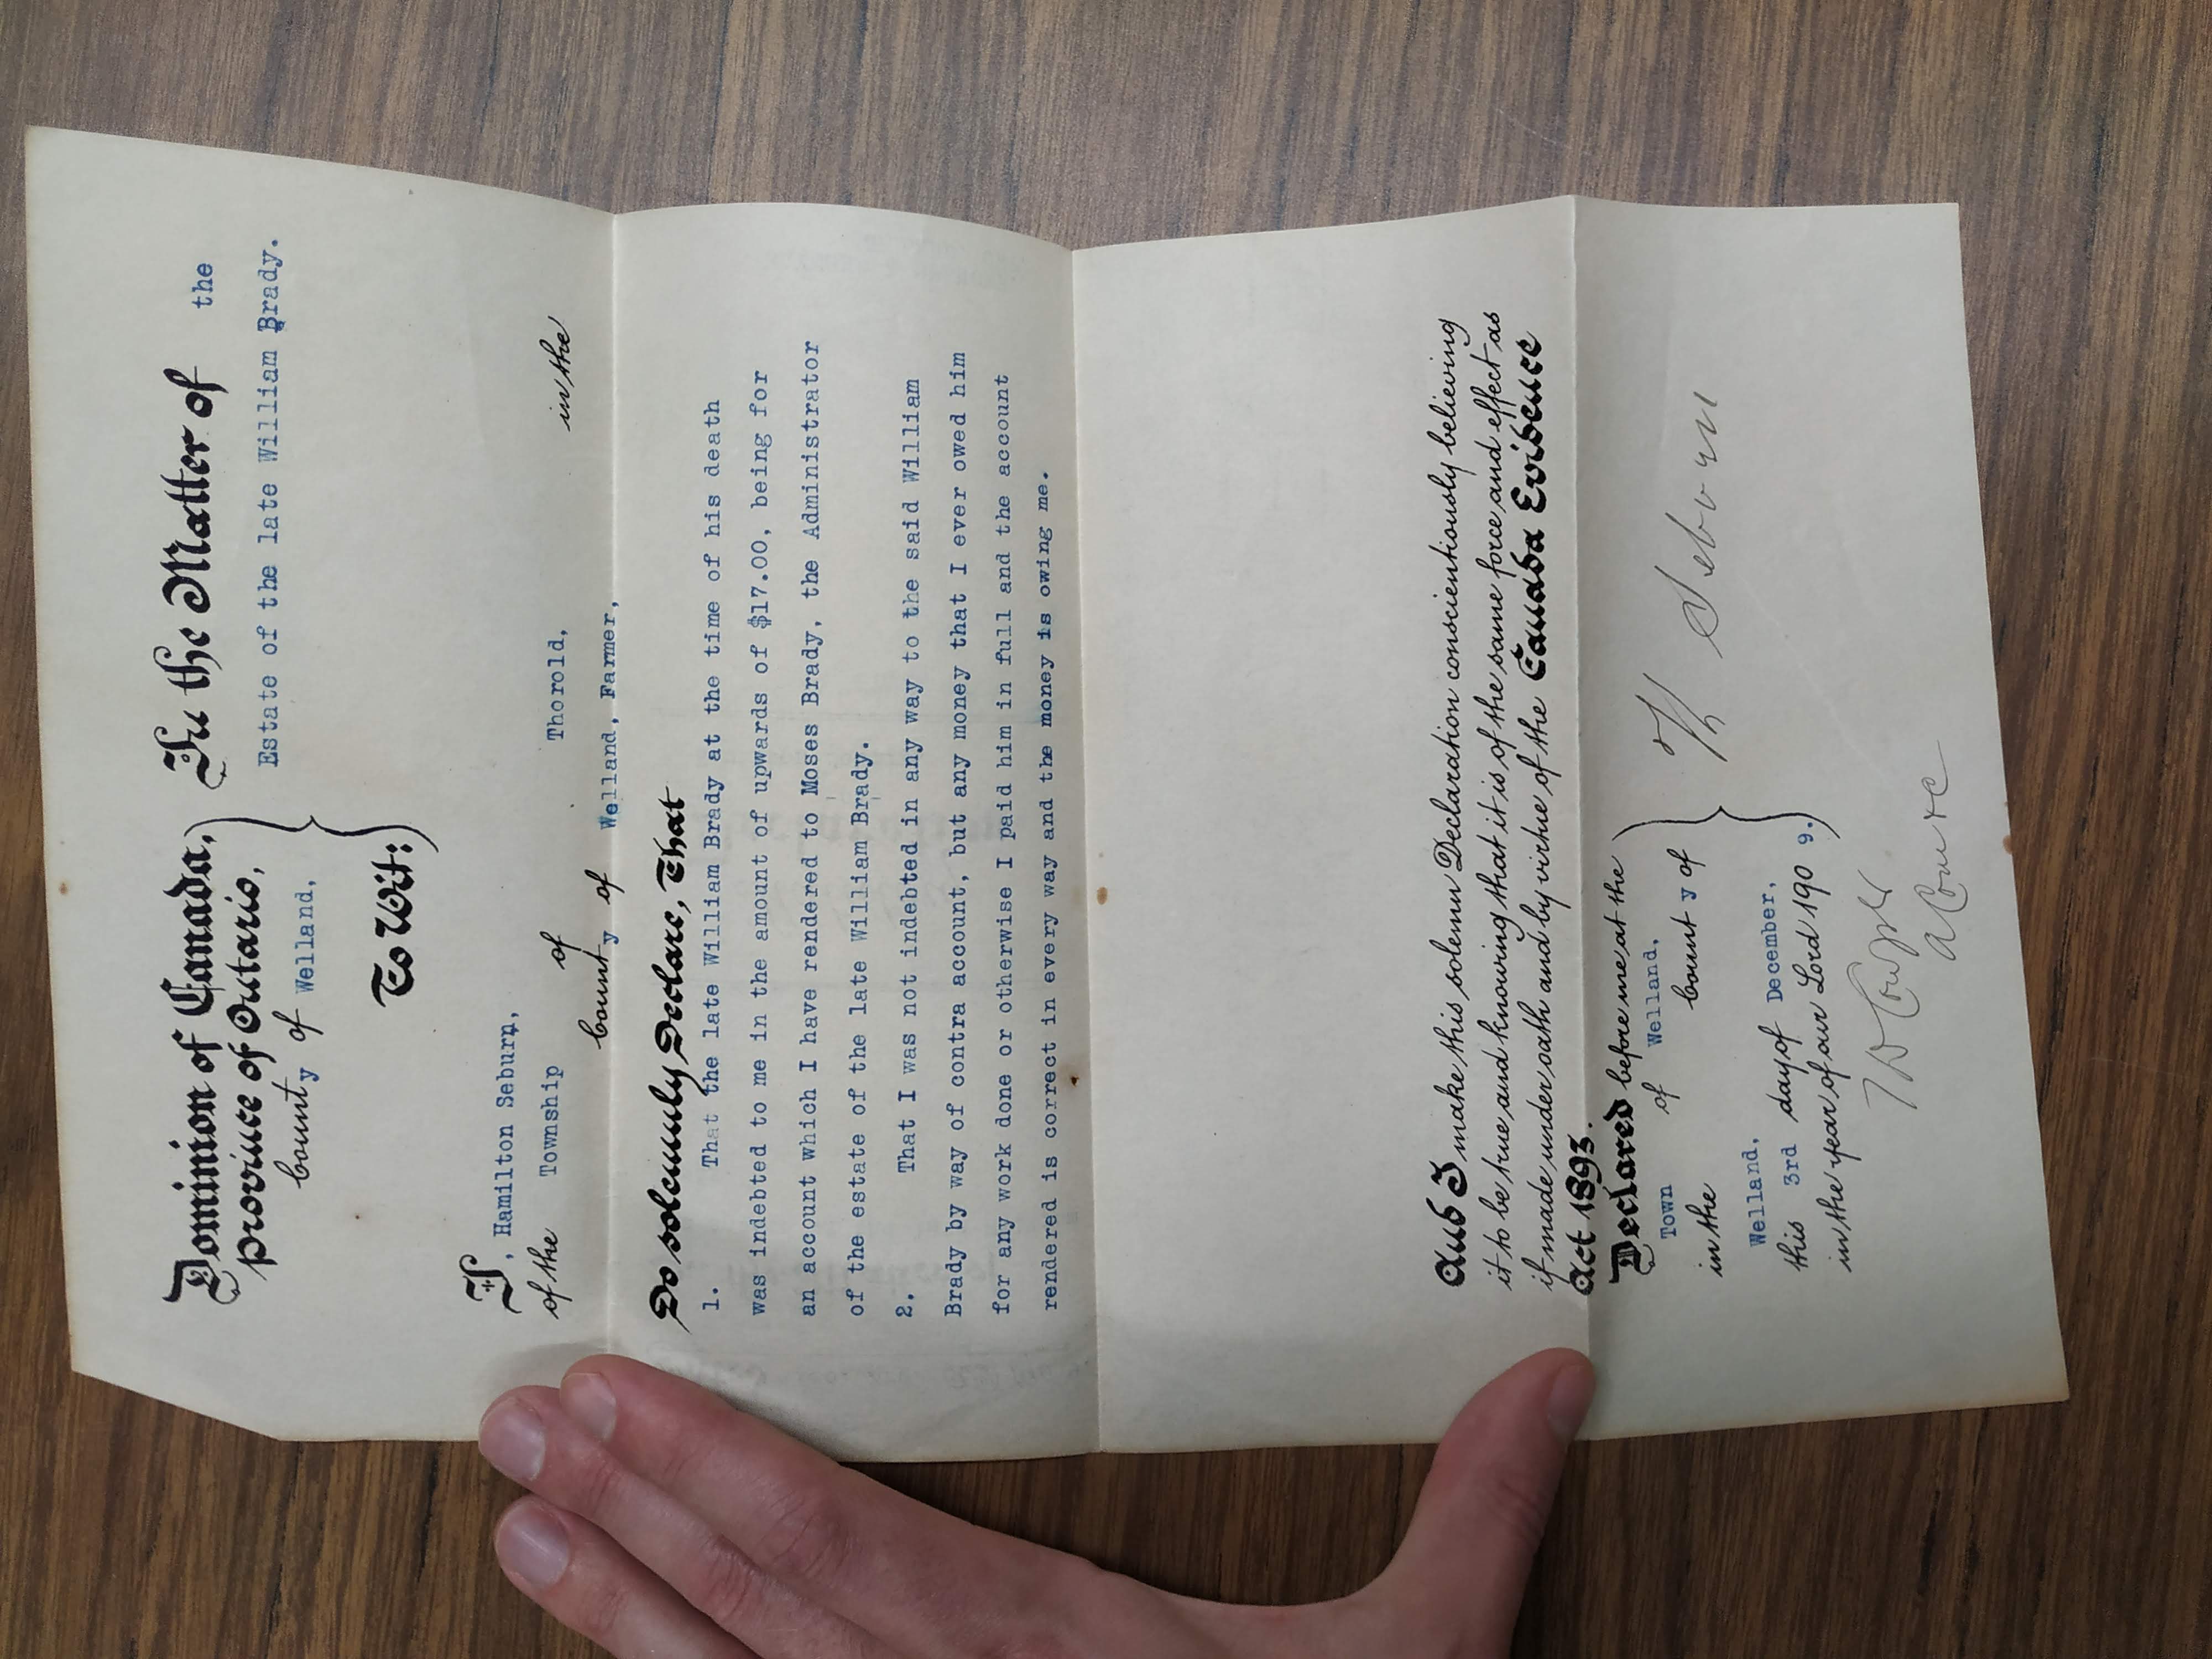 Dominion of Canada,
Province of Ontario,
County of Welland,
To Wit:
In the Matter of the
Estate of the late William Brady.
I, Hamilton Seburn,
of the Township of Thorold, in the
County of Welland, Farmer,
Do solemnly Declare, That
1. That the late William Brady at the time of his death
was indebted to me in the amount of upwards of $17.00, being for
an account which I have rendered to Moses Brady, the Administrator
of the estate of the late William Brady.
2. That I was not indebted in any way to the said William
Brady by way of contra account, but any money that I ever owed him
for any work done or otherwise I paid him in full and the account
rendered is correct in every way and the money is owing me.
And I make this solemn Declaration conscientiously believing
it to be true and knowing that it is of the same force and effect as
if made under oath and by virtue of the Canada Evidence
Act 1893.
Declared before me at the
Town of Welland,
in the County of
Welland,
this 3rd day of December,
in the year of our Lord 1909.
H Seburn
A Com